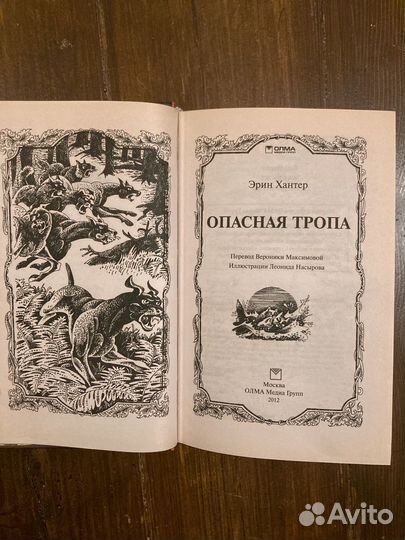 ОЛМА
Эрин Хантер
ОПАСНАЯ ТРОПА
Перевод Вероники Максимовой
Иллюстрации Леонида Насырова
Москва
ОЛМА Медиа Групп
2012
Avito